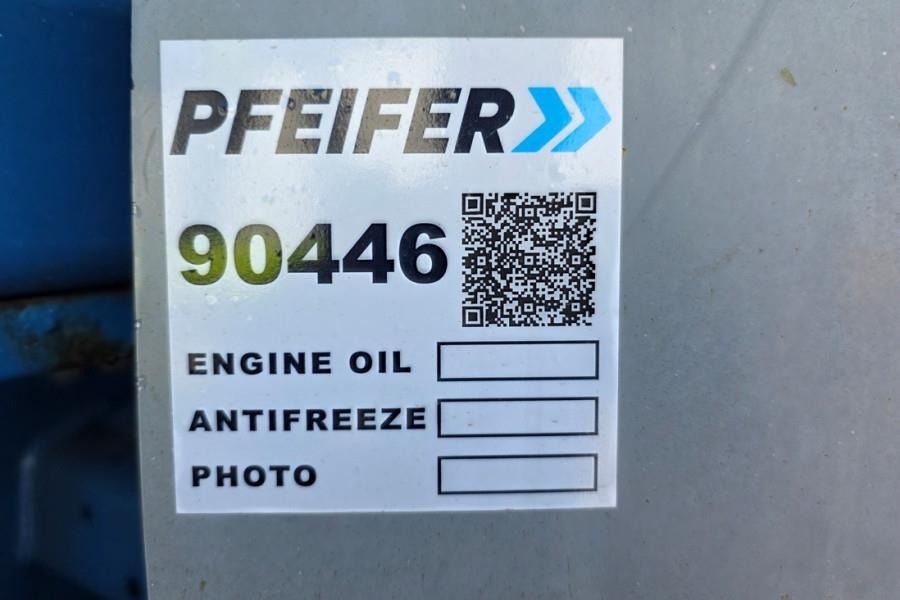 PFEIFER
90446
ENGINE OIL
ANTIFREEZE
PHOTO